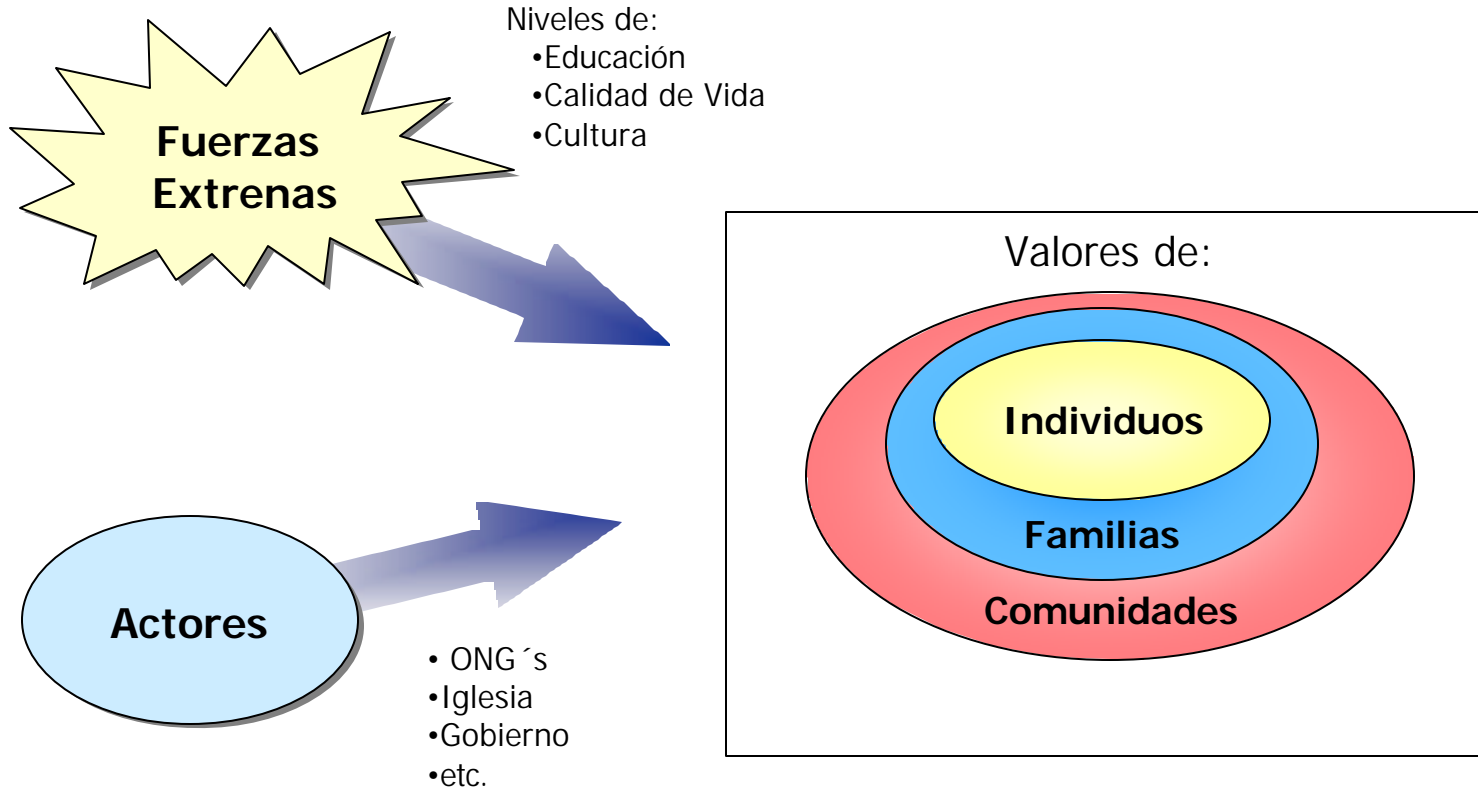 Niveles de:
•Educación
•Calidad de Vida
•Cultura
Fuerzas
Extrenas
Valores de:
Individuos
Familias
Comunidades
Actores
• ONG´s
•Iglesia
•Gobierno
•etc.